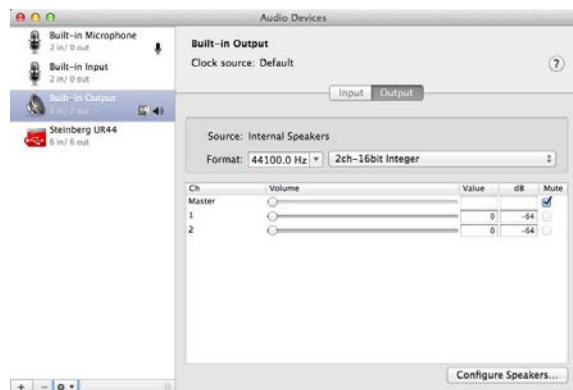 Audio Devices
Built-in Microphone
2 in/ 0 out
Built-in Input
2 in/ 0 out
Built-in Output
0 in/ 2 out
Steinberg UR44
6 in/ 6 out
Built-in Output
Clock source: Default
?
Input Output
Source: Internal Speakers
Format: 44100.0 Hz 2ch-16bit Integer
Ch Volume Value dB Mute
Master
1 0 -64
2 0 -64
Configure Speakers...